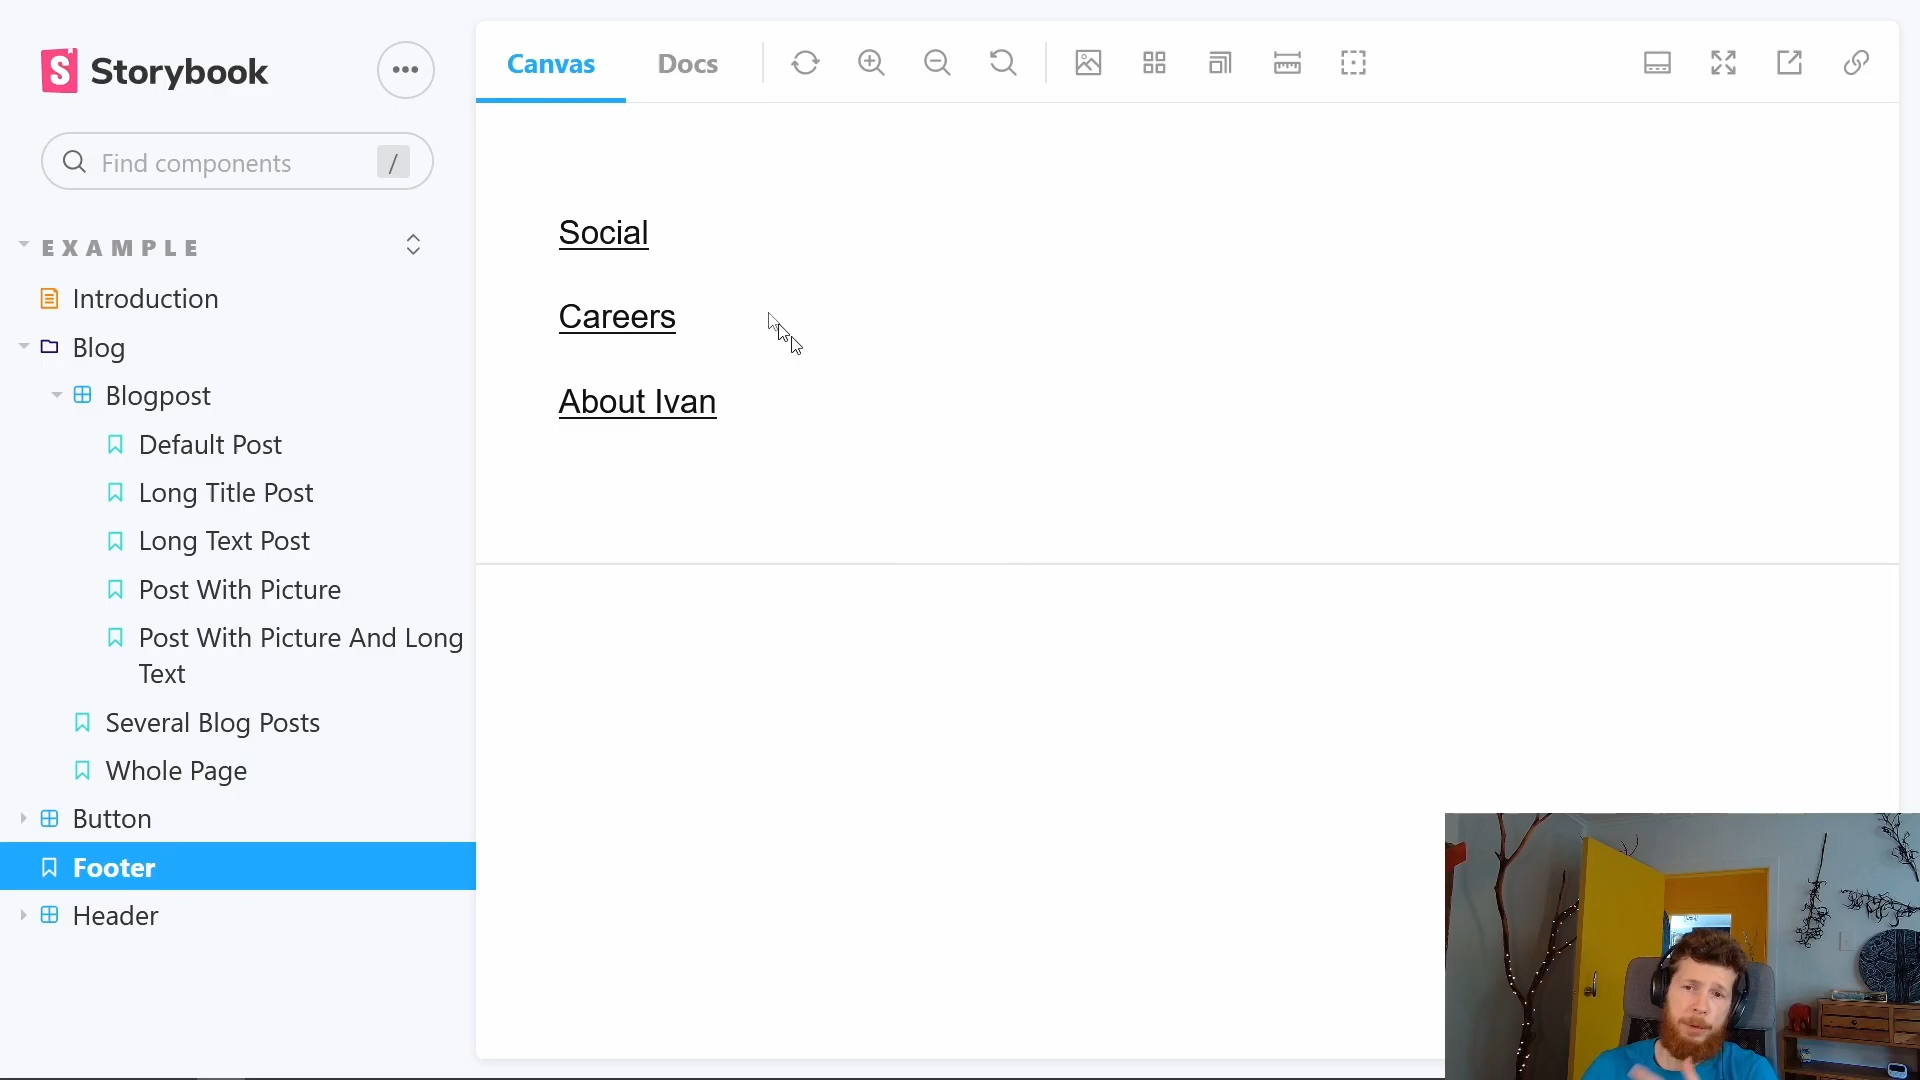 Storybook
Find components
/
EXAMPLE
Introduction
Blog
Blogpost
Default Post
Long Title Post
Long Text Post
Post With Picture
Post With Picture And Long
Text
Several Blog Posts
Whole Page
Button
Footer
Header
Canvas
Docs
Social
Careers
About Ivan